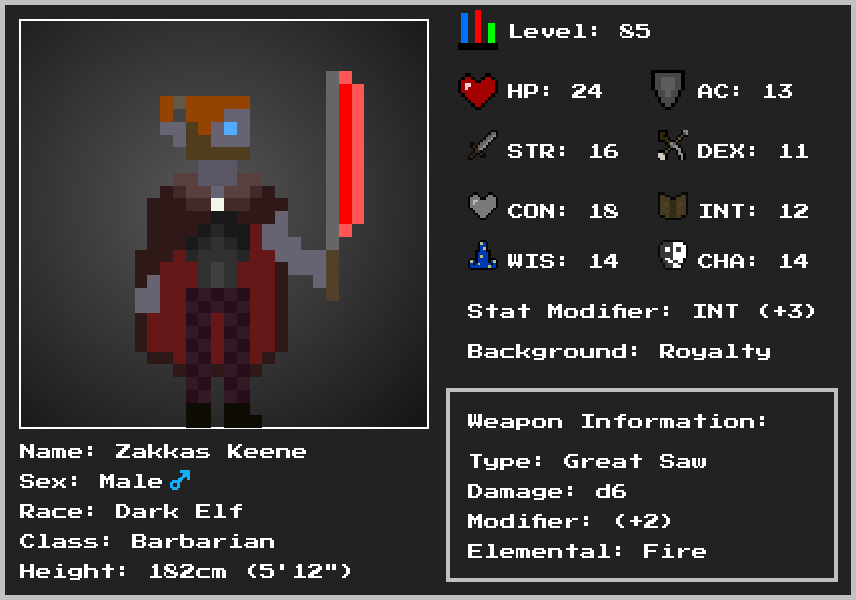 Level: 85
HP: 24 AC: 13
STR: 16 DEX: 11
CON: 18 INT: 12
WIS: 14 CHA: 14
Stat Modifier: INT (+3)
Background: Royalty
Weapon Information:
Type: Great Saw
Damage: d6
Modifier: (+2)
Elemental: Fire
Name: Zakkas Keene
Sex: Male ♂
Race: Dark Elf
Class: Barbarian
Height: 182cm (5'12")